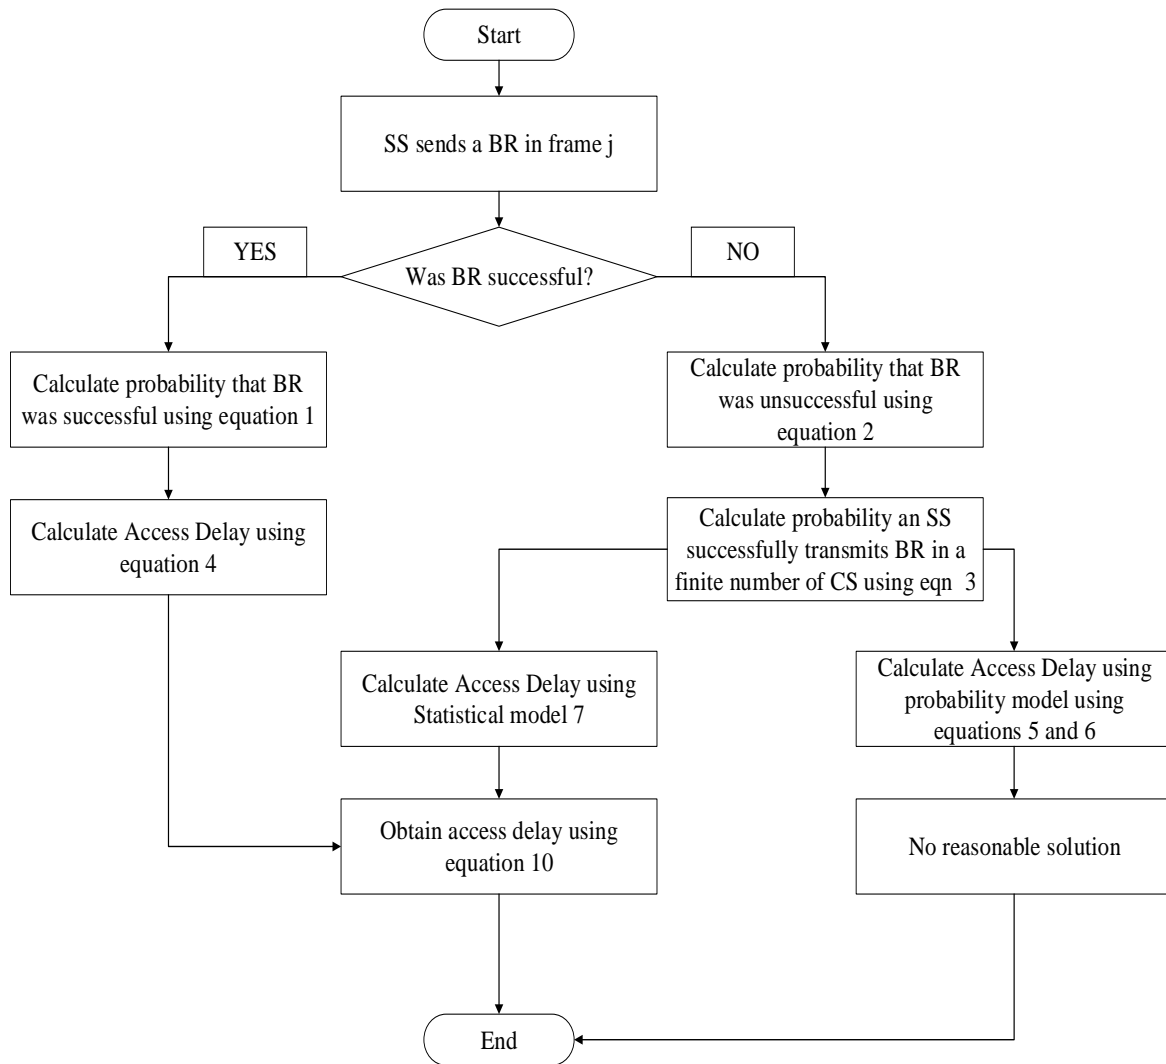 Start
SS sends a BR in frame j
YES
NO
Was BR successful?
Calculate probability that BR
was successful using equation 1
Calculate probability that BR
was unsuccessful using
equation 2
Calculate Access Delay using
equation 4
Calculate probability an SS
successfully transmits BR in a
finite number of CS using eqn 3
Calculate Access Delay using
Statistical model 7
Calculate Access Delay using
probability model using
equations 5 and 6
Obtain access delay using
equation 10
No reasonable solution
End